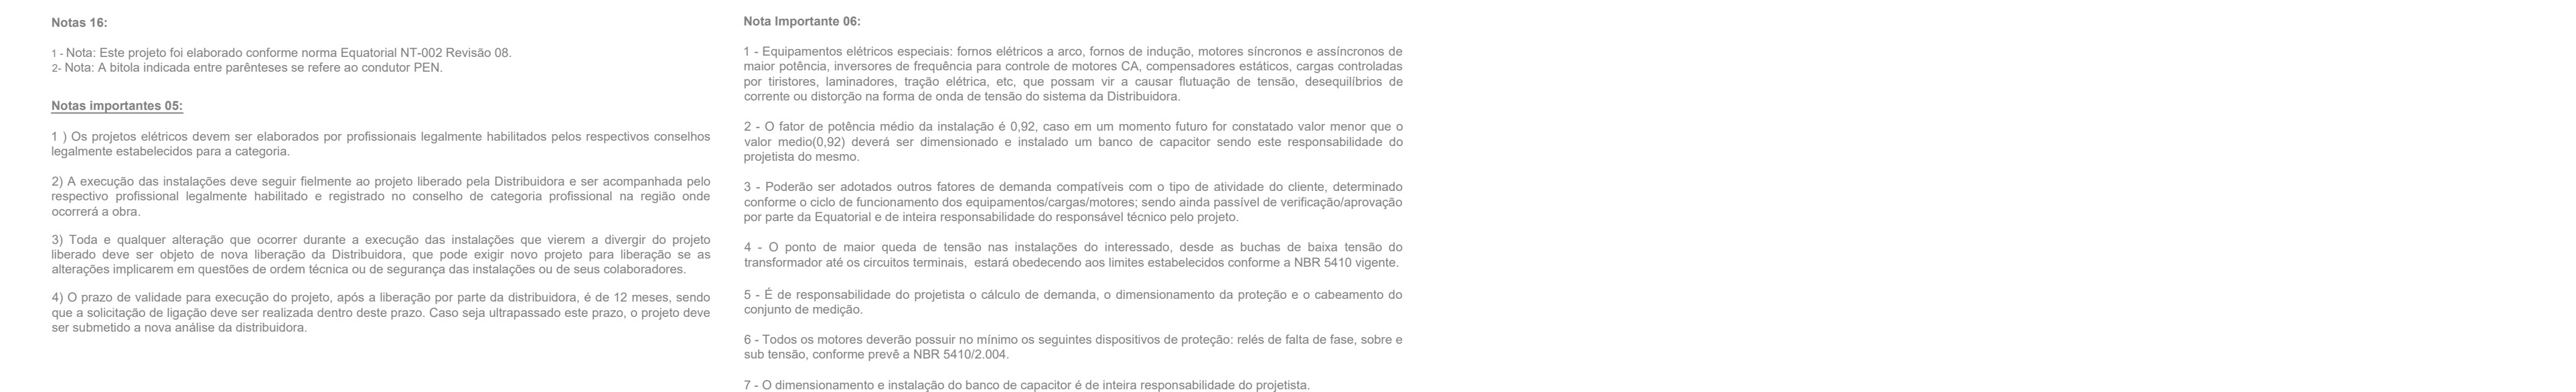 Notas 16:
1 - Nota: Este projeto foi elaborado conforme norma Equatorial NT-002 Revisão 08.
2- Nota: A bitola indicada entre parênteses se refere ao condutor PEN.
Notas importantes 05:
1 ) Os projetos elétricos devem ser elaborados por profissionais legalmente habilitados pelos respectivos conselhos
legalmente estabelecidos para a categoria.
2) A execução das instalações deve seguir fielmente ao projeto liberado pela Distribuidora e ser acompanhada pelo
respectivo profissional legalmente habilitado e registrado no conselho de categoria profissional na região onde
ocorrerá a obra.
3) Toda e qualquer alteração que ocorrer durante a execução das instalações que vierem a divergir do projeto
liberado deve ser objeto de nova liberação da Distribuidora, que pode exigir novo projeto para liberação se as
alterações implicarem em questões de ordem técnica ou de segurança das instalações ou de seus colaboradores.
4) O prazo de validade para execução do projeto, após a liberação por parte da distribuidora, é de 12 meses, sendo
que a solicitação de ligação deve ser realizada dentro deste prazo. Caso seja ultrapassado este prazo, o projeto deve
ser submetido a nova análise da distribuidora.
Nota Importante 06:
1 - Equipamentos elétricos especiais: fornos elétricos a arco, fornos de indução, motores síncronos e assíncronos de
maior potência, inversores de frequência para controle de motores CA, compensadores estáticos, cargas controladas
por tiristores, laminadores, tração elétrica, etc, que possam vir a causar flutuação de tensão, desequilíbrios de
corrente ou distorção na forma de onda de tensão do sistema da Distribuidora.
2 - O fator de potência médio da instalação é 0,92, caso em um momento futuro for constatado valor menor que o
valor medio(0,92) deverá ser dimensionado e instalado um banco de capacitor sendo este responsabilidade do
projetista do mesmo.
3 - Poderão ser adotados outros fatores de demanda compatíveis com o tipo de atividade do cliente, determinado
conforme o ciclo de funcionamento dos equipamentos/cargas/motores; sendo ainda passível de verificação/aprovação
por parte da Equatorial e de inteira responsabilidade do responsável técnico pelo projeto.
4 - O ponto de maior queda de tensão nas instalações do interessado, desde as buchas de baixa tensão do
transformador até os circuitos terminais, estará obedecendo aos limites estabelecidos conforme a NBR 5410 vigente.
5 - É de responsabilidade do projetista o cálculo de demanda, o dimensionamento da proteção e o cabeamento do
conjunto de medição.
6 - Todos os motores deverão possuir no mínimo os seguintes dispositivos de proteção: relés de falta de fase, sobre e
sub tensão, conforme prevê a NBR 5410/2.004.
7 - O dimensionamento e instalação do banco de capacitor é de inteira responsabilidade do projetista.